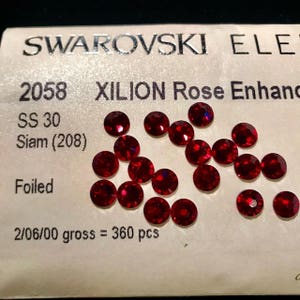 SWAROVSKI ELE
2058 XILION Rose Enhanc
SS 30
Siam (208)
Foiled
2/06/00 gross = 360 pcs